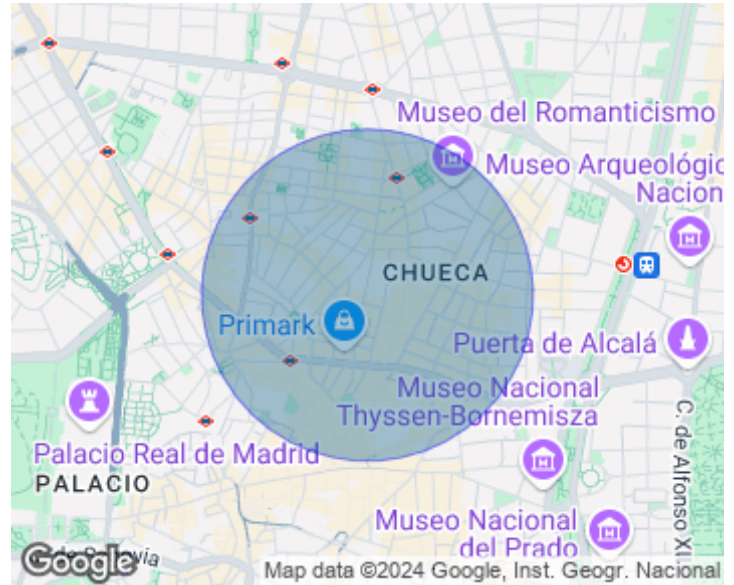 Museo del Romanticismo
Museo Arqueológic
Nacion
CHUECA
Primark
Puerta de Alcalá
Museo Nacional
Thyssen-Bornemisza
Palacio Real de Madrid
PALACIO
C. de Alfonso XI
Museo Nacional
del Prado
Google
Map data ©2024 Google, Inst. Geogr. Nacional